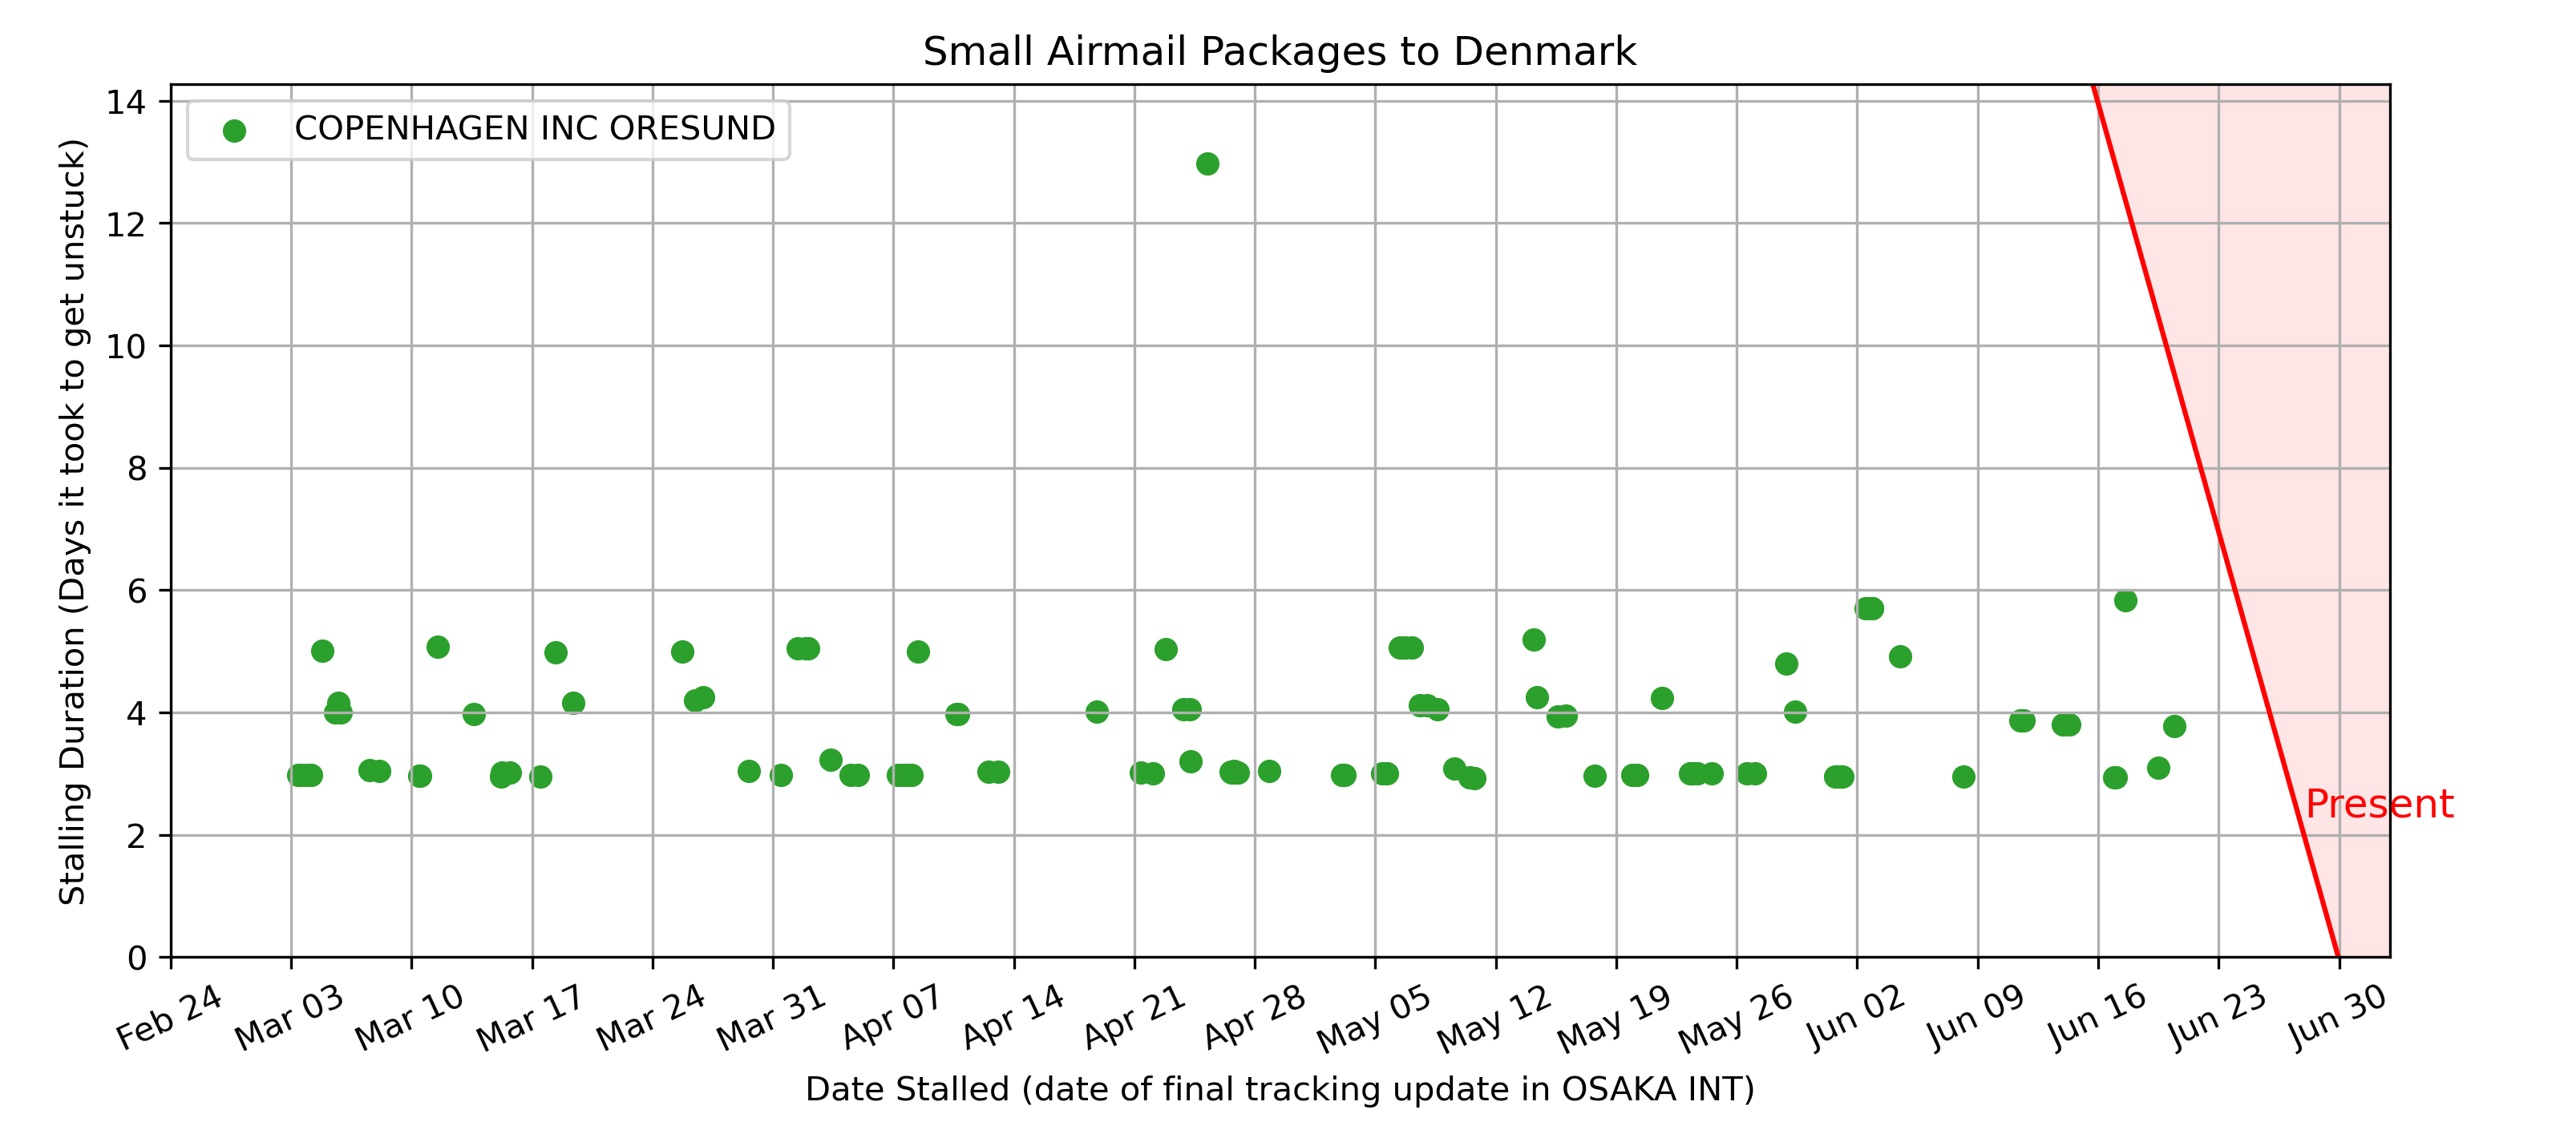 Small Airmail Packages to Denmark
COPENHAGEN INC ORESUND
Stalling Duration (Days it took to get unstuck)
14
12
10
8
6
4
2
0
Present
Feb 24
Mar 03
Mar 10
Mar 17
Mar 24
Mar 31
Apr 07
Apr 14
Apr 21
Apr 28
May 05
May 12
May 19
May 26
Jun 02
Jun 09
Jun 16
Jun 23
Jun 30
Date Stalled (date of final tracking update in OSAKA INT)